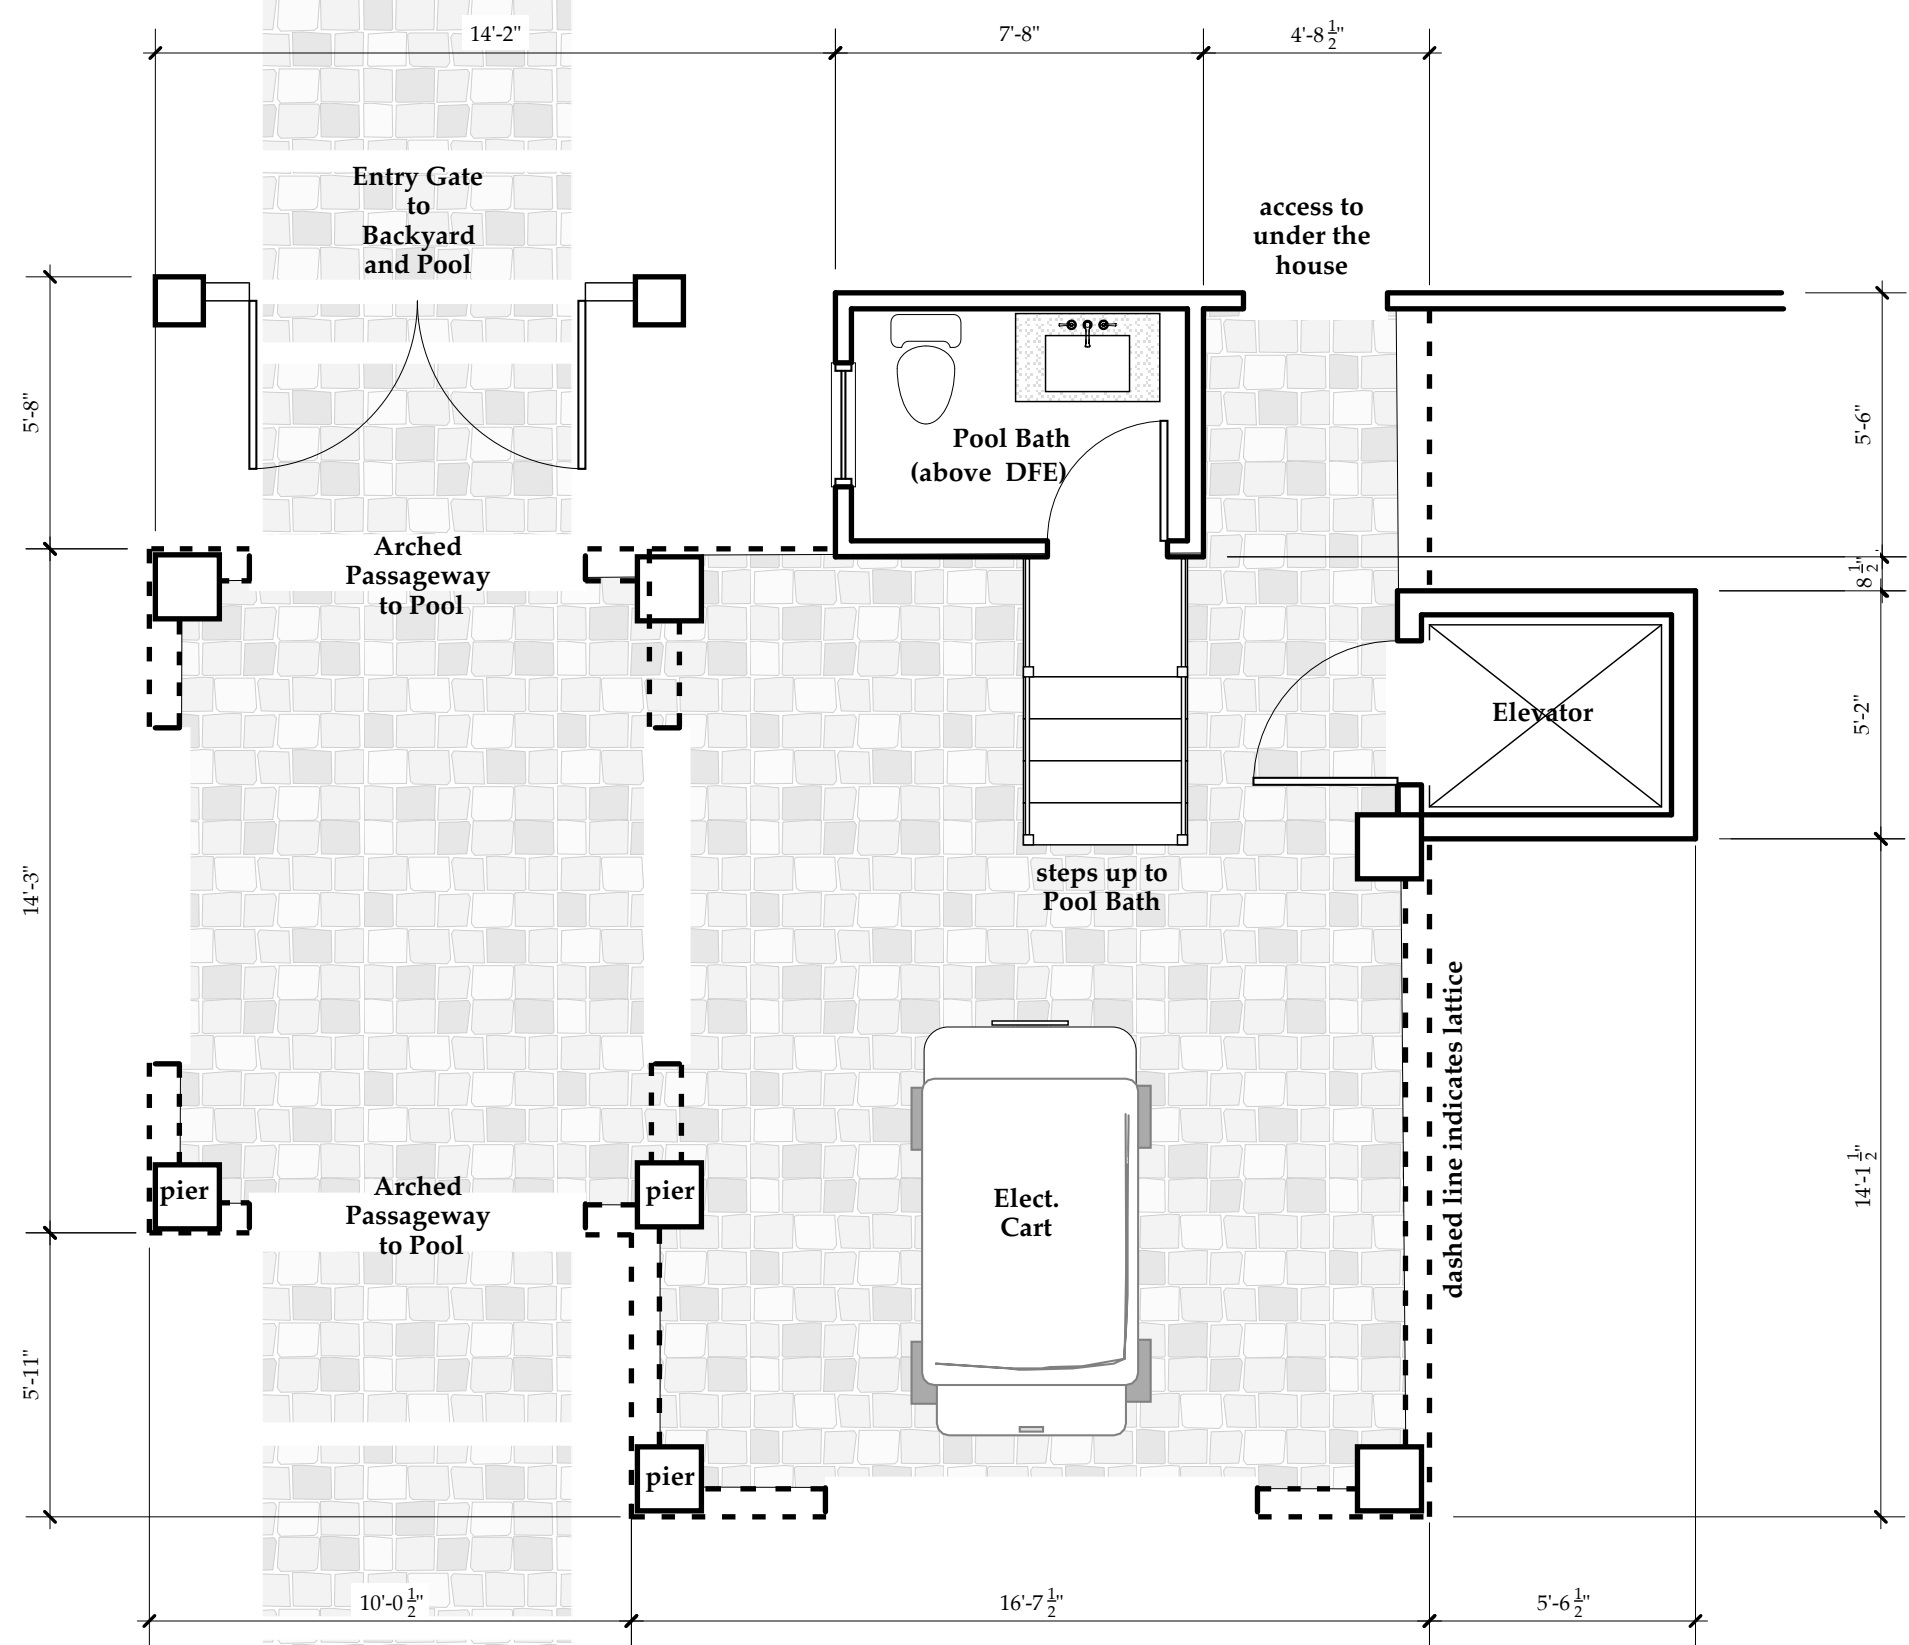 14'-2"
7'-8"
4'-8 1/2"
Entry Gate
to
Backyard
and Pool
access to
under the
house
5'-8"
5'-6"
Pool Bath
(above DFE)
Arched
Passageway
to Pool
8 1/2"
Elevator
5'-2"
14'-3"
steps up to
Pool Bath
dashed line indicates lattice
pier
Arched
Passageway
to Pool
pier
Elect.
Cart
14'-1 1/2"
5'-11"
pier
10'-0 1/2"
16'-7 1/2"
5'-6 1/2"